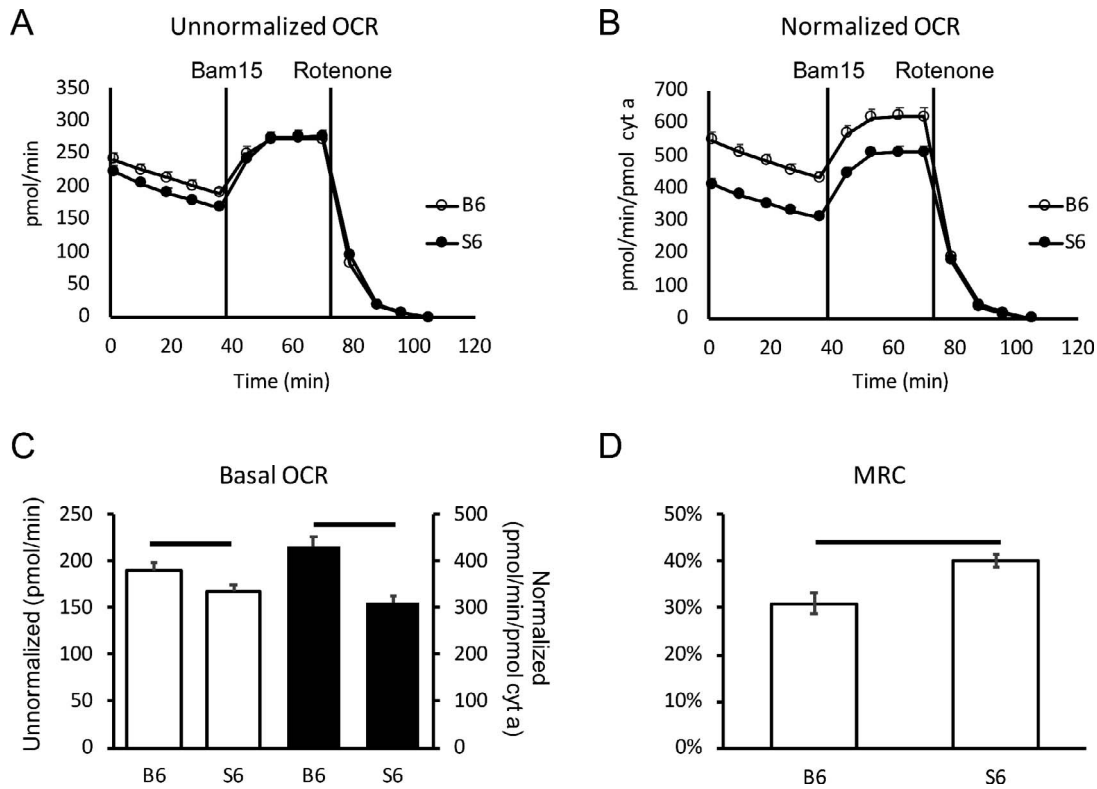 A
Unnormalized OCR
Bam15 Rotenone
pmol/min
350
300
250
200
150
100
50
0
0 20 40 60 80 100 120
Time (min)
B6
S6
B
Normalized OCR
Bam15 Rotenone
pmol/min/pmol cyt a
700
600
500
400
300
200
100
0
0 20 40 60 80 100 120
Time (min)
B6
S6
C
Basal OCR
Unnormalized (pmol/min)
250
200
150
100
50
0
B6 S6 B6 S6
500
400
300
200
100
0
Normalized
(pmol/min/pmol cyt a)
D
MRC
50%
40%
30%
20%
10%
0%
B6 S6